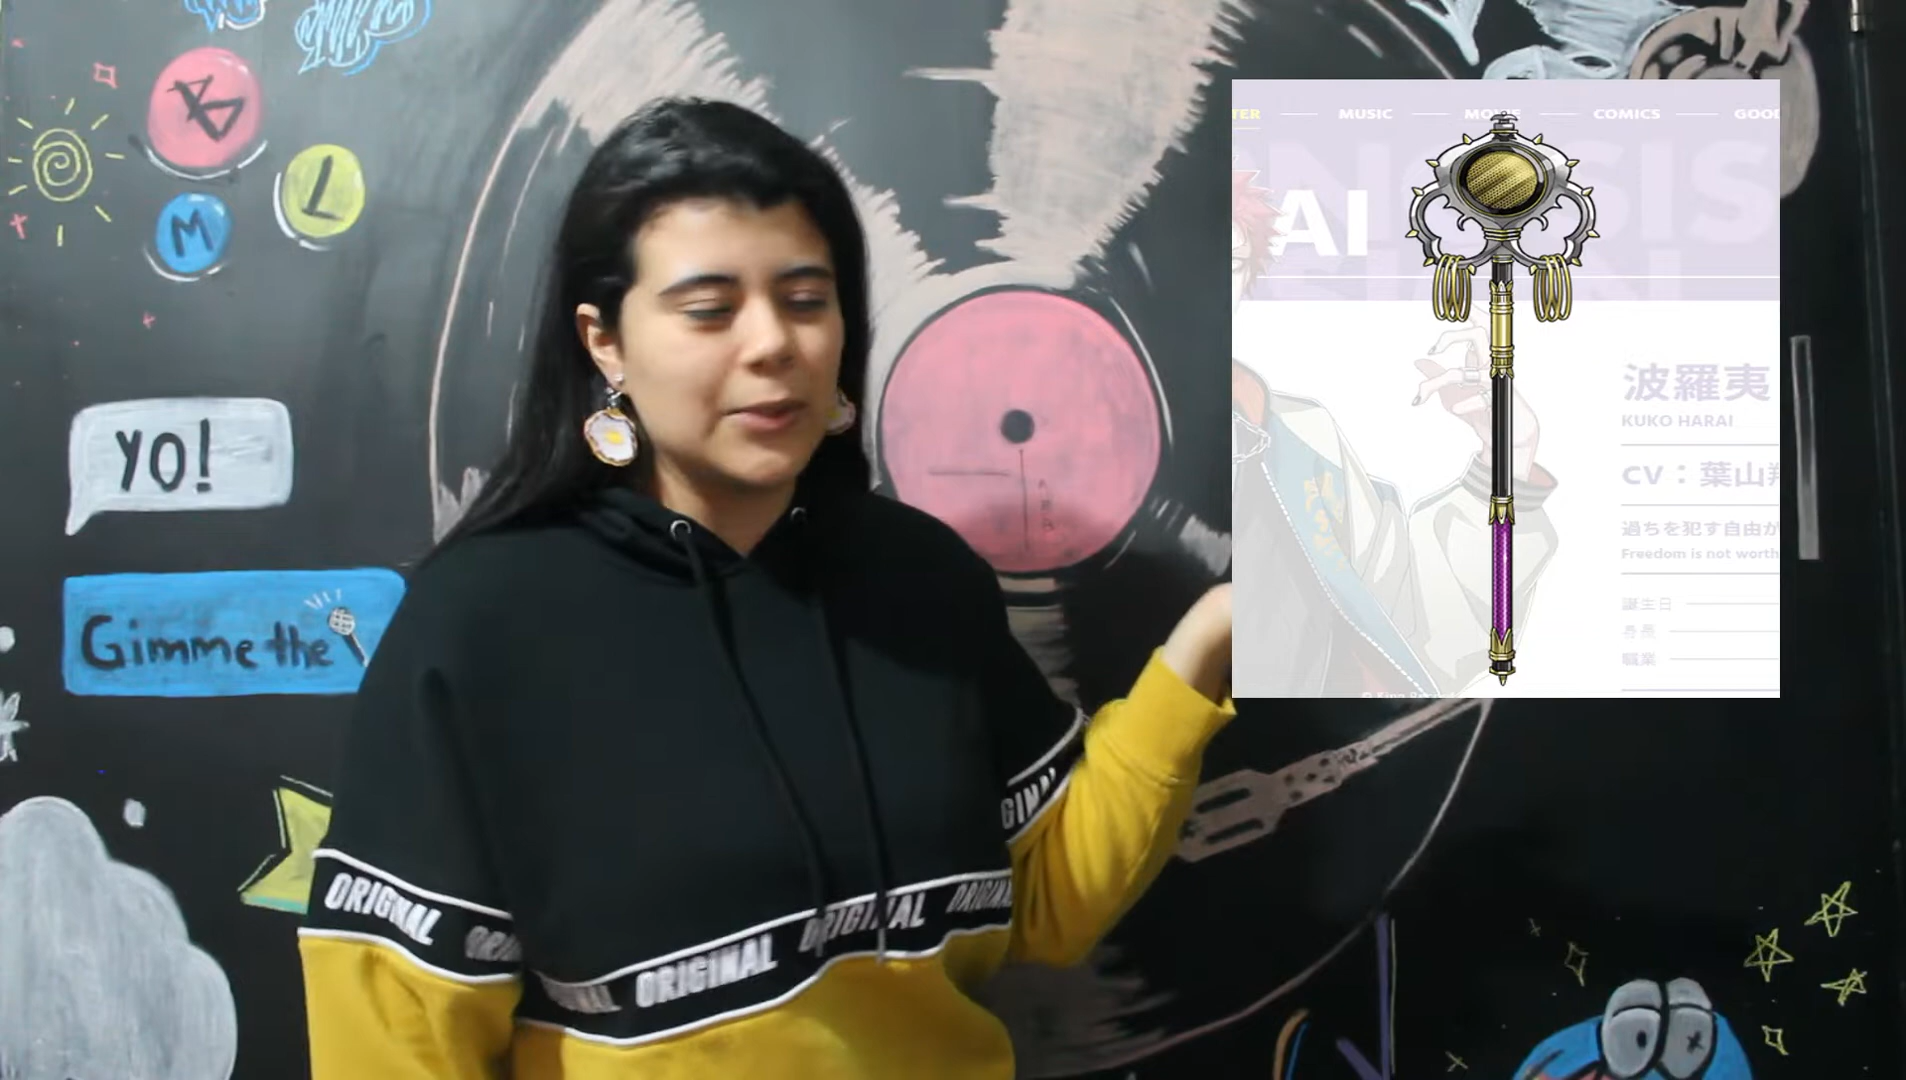 B
L
M
YO!
Gimme the
ORIGINAL
ORIGINAL
ORIGINAL
MUSIC
MOVIE
COMICS
AI
波羅夷
KUKO HARAI
CV：葉山
過ちを犯す自由が
Freedom is not worth
誕生日
身長
職業